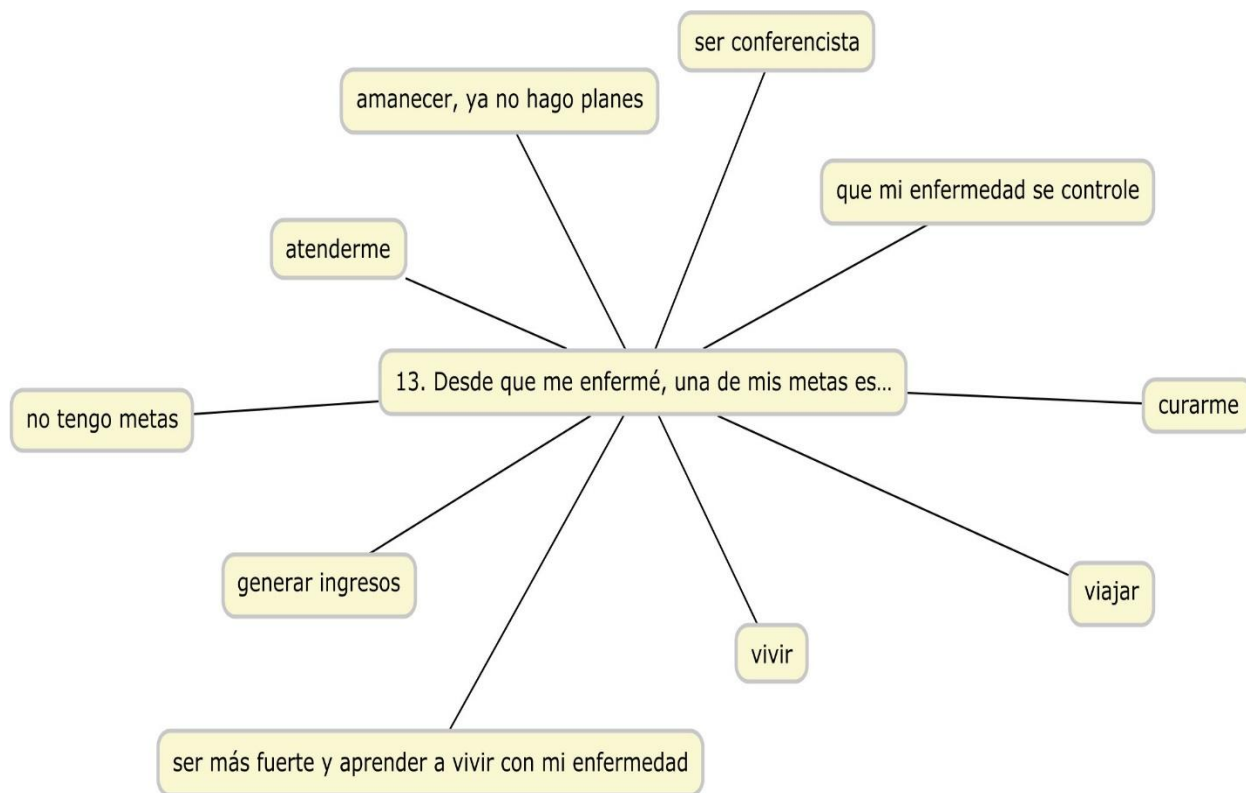 ser conferencista
amanecer, ya no hago planes
que mi enfermedad se controle
atenderme
13. Desde que me enfermé, una de mis metas es...
no tengo metas
curarme
generar ingresos
viajar
vivir
ser más fuerte y aprender a vivir con mi enfermedad